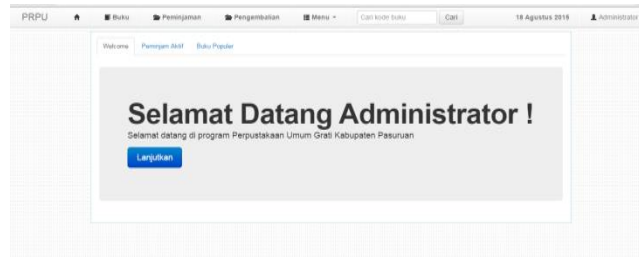 PRPU Buku Peminjaman Pengembalian Menu Cari kode buku Cari 18 Agustus 2015 Administrator
Welcome Peminjam Aktif Buku Populer
Selamat Datang Administrator !
Selamat datang di program Perpustakaan Umum Grati Kabupaten Pasuruan
Lanjutkan